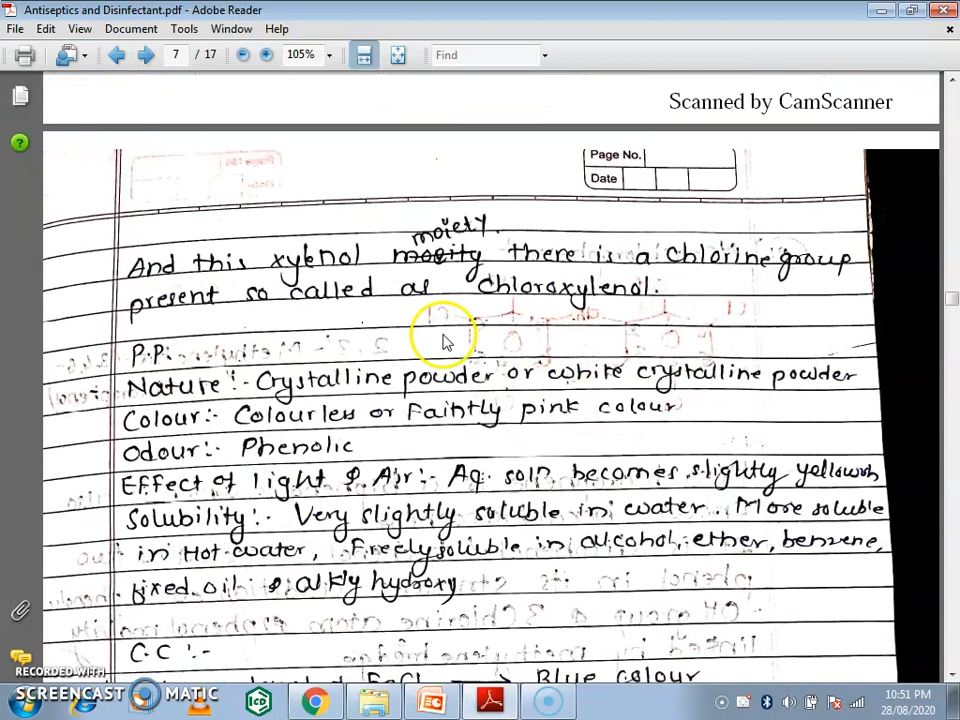 Antiseptics and Disinfectant.pdf - Adobe Reader
File Edit View Document Tools Window Help
7 / 17 105% Find
Scanned by CamScanner
Page No.
Date
moiety.
And this xylenol there is a chlorine group
present so called as Chloroxylenol.
P.P:
Nature :- Crystalline powder or white crystalline powder
Colour:- Colourless or Faintly pink colour
Odour:- Phenolic
Effect of light & Air:- Aq. soln becomes slightly yellowish
Solubility:- Very slightly soluble in water. More soluble
in Hot water, Freely soluble in alcohol, ether, benzene,
fixed oil & alkly hydroxy
C.C :-
Blue colour
RECORDED WITH
SCREENCAST MATIC
10:51 PM
28/08/2020